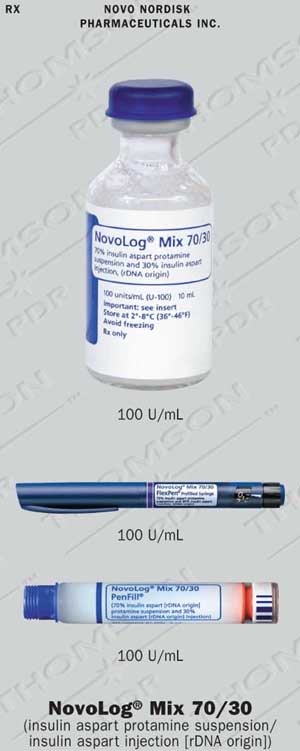 RX
NOVO NORDISK
PHARMACEUTICALS INC.
NovoLog® Mix 70/30
70% insulin aspart protamine
suspension and 30% insulin aspart
injection, (rDNA origin)
100 units/mL (U-100) 10 mL
Important: see insert
Store at 2°-8°C (36°-46°F)
Avoid freezing
Rx only
100 U/mL
NovoLog® Mix 70/30
FlexPen® Prefilled Syringe
100 U/mL
NovoLog® Mix 70/30
PenFill®
(70% insulin aspart [rDNA origin]
protamine suspension and 30%
insulin aspart [rDNA origin] injection)
100 U/mL
NovoLog® Mix 70/30
(insulin aspart protamine suspension/
insulin aspart injection [rDNA origin])
THOMSON
PDR